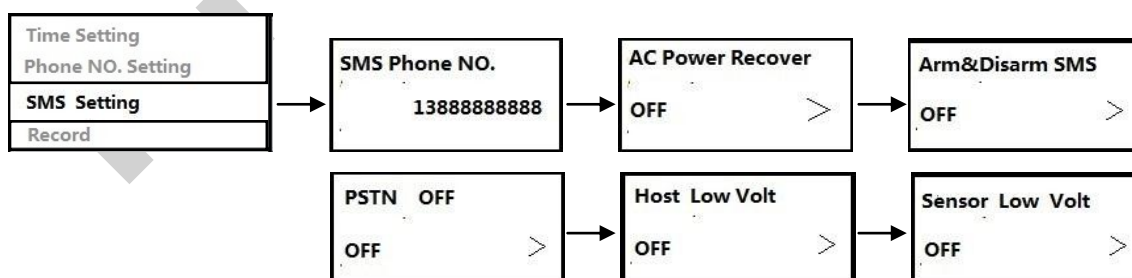 Time Setting
Phone NO. Setting
SMS Setting
Record
SMS Phone NO.
13888888888
AC Power Recover
OFF >
Arm&Disarm SMS
OFF >
PSTN OFF
OFF >
Host Low Volt
OFF >
Sensor Low Volt
OFF >